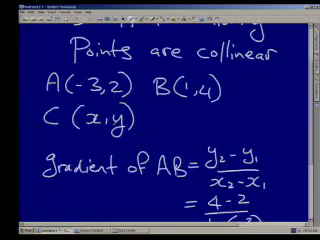 Points are collinear
A(-3,2) B(1,4)
C (x,y)
gradient of AB = y₂ - y₁
x₂ - x₁
= 4 - 2